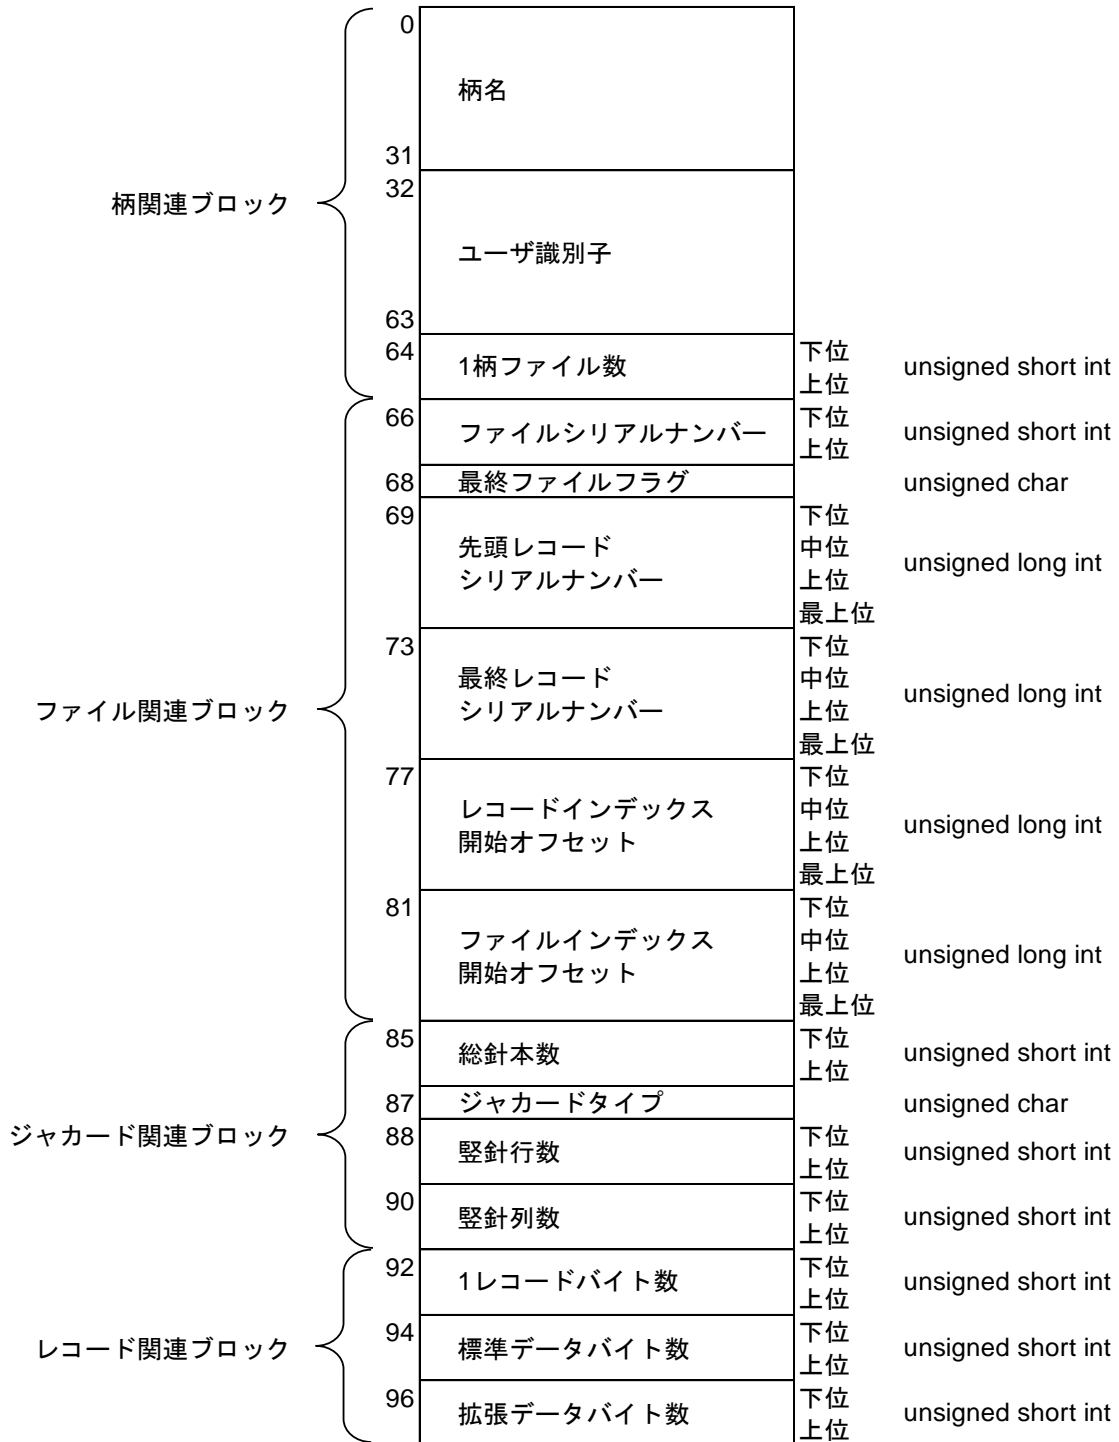 0
柄名
31
32
柄関連ブロック
ユーザ識別子
63
64
1柄ファイル数
下位
上位
unsigned short int
66
ファイルシリアルナンバー
下位
上位
unsigned short int
68
最終ファイルフラグ
unsigned char
69
先頭レコード
シリアルナンバー
下位
中位
上位
最上位
unsigned long int
73
最終レコード
シリアルナンバー
下位
中位
上位
最上位
unsigned long int
ファイル関連ブロック
77
レコードインデックス
開始オフセット
下位
中位
上位
最上位
unsigned long int
81
ファイルインデックス
開始オフセット
下位
中位
上位
最上位
unsigned long int
85
総針本数
下位
上位
unsigned short int
87
ジャカードタイプ
unsigned char
ジャカード関連ブロック
88
竪針行数
下位
上位
unsigned short int
90
竪針列数
下位
上位
unsigned short int
92
1レコードバイト数
下位
上位
unsigned short int
レコード関連ブロック
94
標準データバイト数
下位
上位
unsigned short int
96
拡張データバイト数
下位
上位
unsigned short int